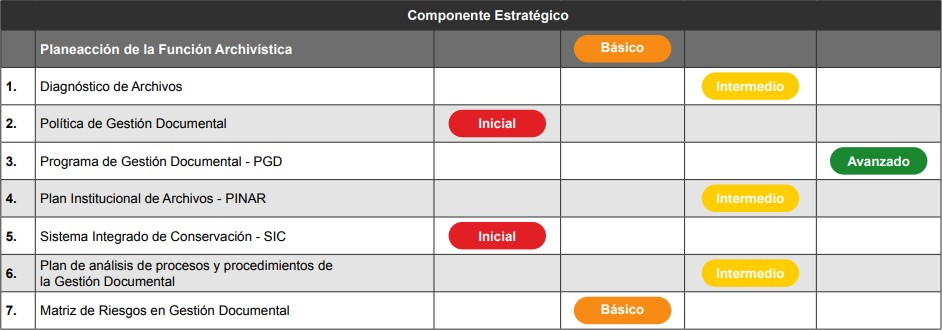 Componente Estratégico
Planeacción de la Función Archivística Básico
1. Diagnóstico de Archivos Intermedio
2. Política de Gestión Documental Inicial
3. Programa de Gestión Documental - PGD Avanzado
4. Plan Institucional de Archivos - PINAR Intermedio
5. Sistema Integrado de Conservación - SIC Inicial
6. Plan de análisis de procesos y procedimientos de
la Gestión Documental Intermedio
7. Matriz de Riesgos en Gestión Documental Básico